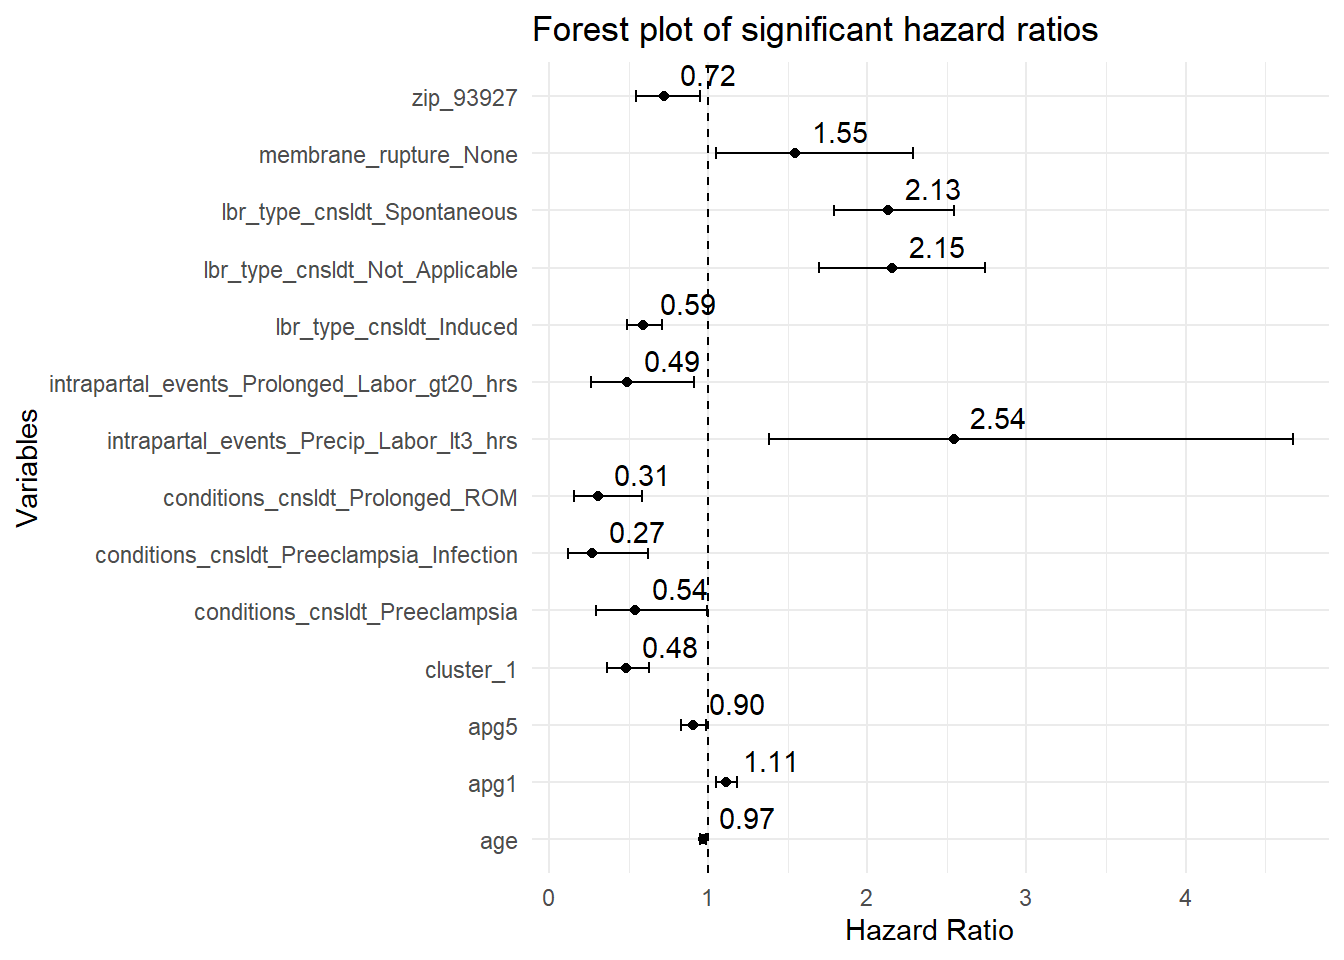 Forest plot of significant hazard ratios
Variables
zip_93927
0.72
membrane_rupture_None
1.55
lbr_type_cnsldt_Spontaneous
2.13
lbr_type_cnsldt_Not_Applicable
2.15
lbr_type_cnsldt_Induced
0.59
intrapartal_events_Prolonged_Labor_gt20_hrs
0.49
intrapartal_events_Precip_Labor_lt3_hrs
2.54
conditions_cnsldt_Prolonged_ROM
0.31
conditions_cnsldt_Preeclampsia_Infection
0.27
conditions_cnsldt_Preeclampsia
0.54
cluster_1
0.48
apg5
0.90
apg1
1.11
age
0.97
0 1 2 3 4
Hazard Ratio